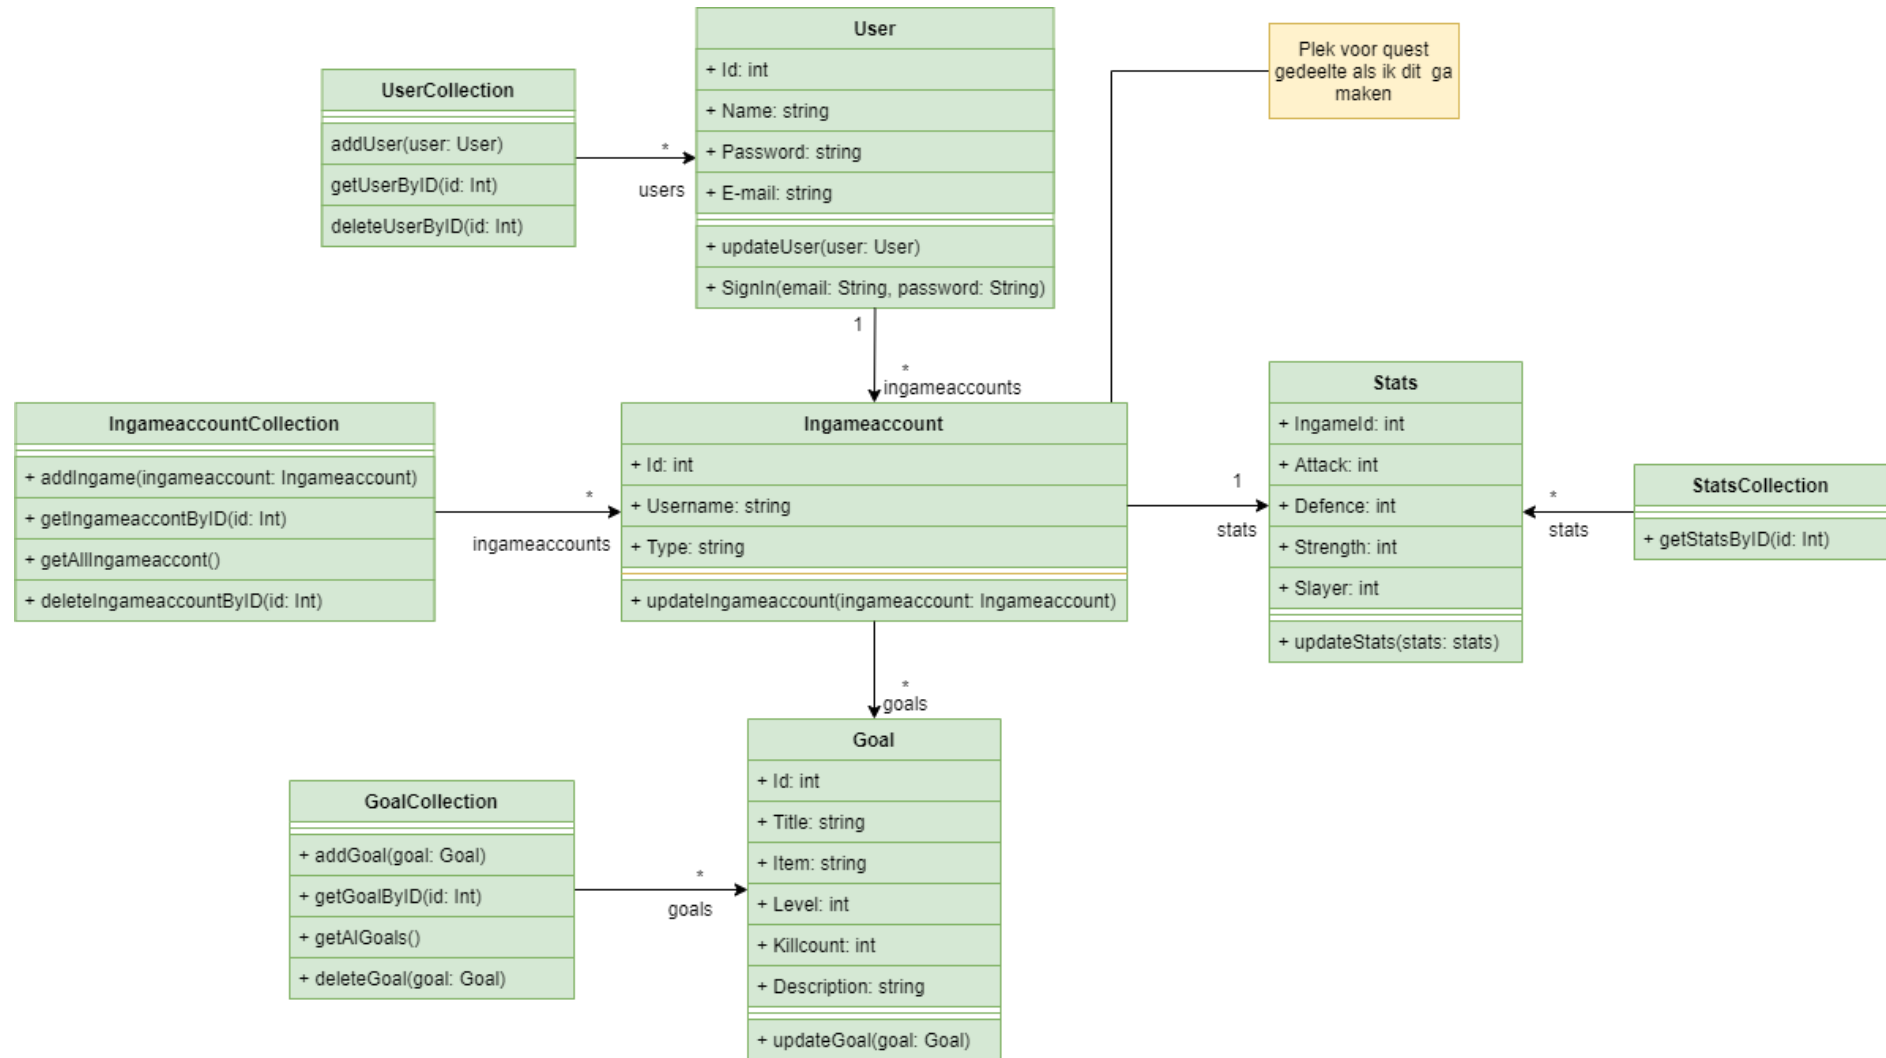 User
+ Id: int
+ Name: string
+ Password: string
+ E-mail: string
+ updateUser(user: User)
+ SignIn(email: String, password: String)
UserCollection
addUser(user: User)
getUserByID(id: Int)
deleteUserByID(id: Int)
*
users
Plek voor quest
gedeelte als ik dit ga
maken
1
*
ingameaccounts
IngameaccountCollection
+ addIngame(ingameaccount: Ingameaccount)
+ getIngameaccontByID(id: Int)
+ getAllIngameaccont()
+ deleteIngameaccountByID(id: Int)
*
ingameaccounts
Ingameaccount
+ Id: int
+ Username: string
+ Type: string
+ updateIngameaccount(ingameaccount: Ingameaccount)
1
stats
Stats
+ IngameId: int
+ Attack: int
+ Defence: int
+ Strength: int
+ Slayer: int
+ updateStats(stats: stats)
*
stats
StatsCollection
+ getStatsByID(id: Int)
*
goals
GoalCollection
+ addGoal(goal: Goal)
+ getGoalByID(id: Int)
+ getAlGoals()
+ deleteGoal(goal: Goal)
*
goals
Goal
+ Id: int
+ Title: string
+ Item: string
+ Level: int
+ Killcount: int
+ Description: string
+ updateGoal(goal: Goal)